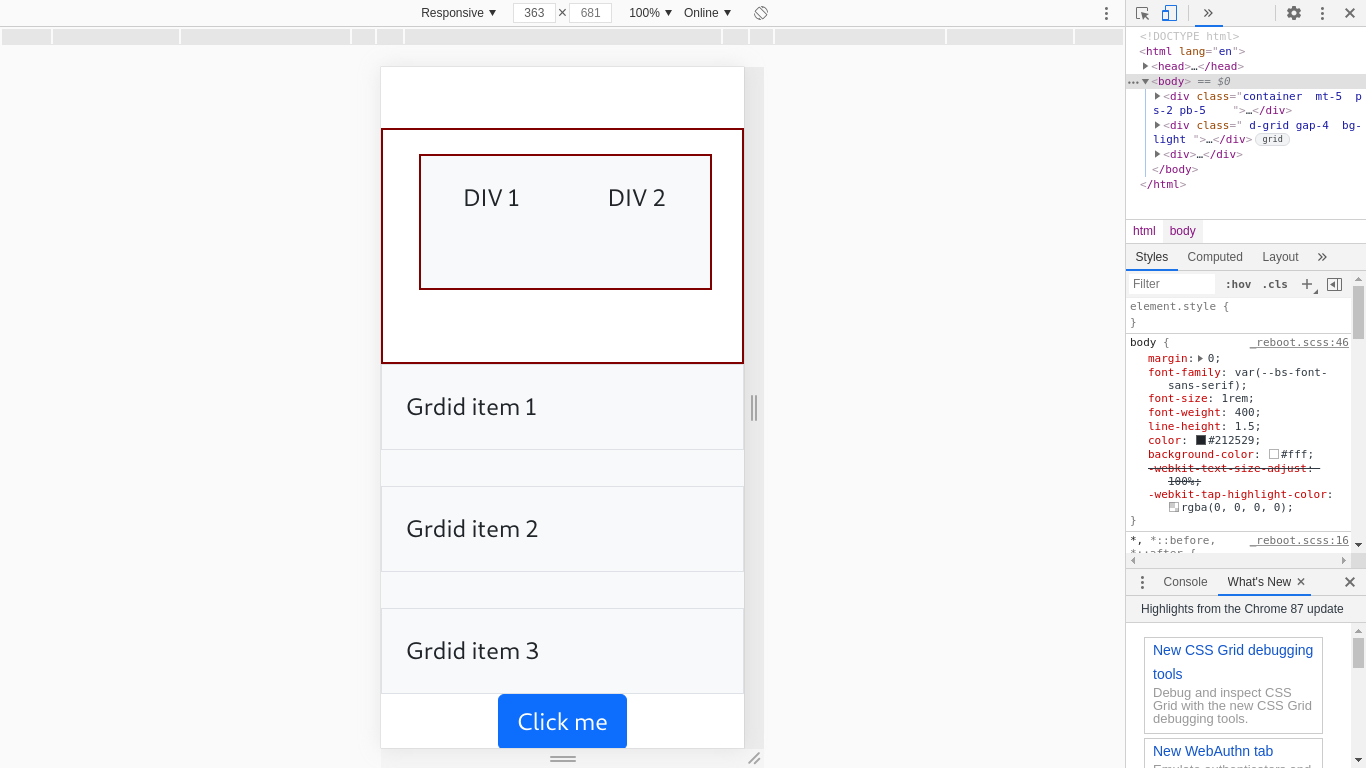 Responsive ▼ 363 × 681 100% ▼ Online ▼
<!DOCTYPE html>
<html lang="en">
▶<head>…</head>
…▼<body> == $0
▶<div class="container  mt-5  p
s-2 pb-5    ">…</div>
▶<div class=" d-grid gap-4  bg-
light ">…</div> grid
▶<div>…</div>
</body>
</html>
html body
Styles Computed Layout »
Filter :hov .cls +
element.style {
}
body { _reboot.scss:46
margin:▶ 0;
font-family: var(--bs-font-
sans-serif);
font-size: 1rem;
font-weight: 400;
line-height: 1.5;
color: #212529;
background-color: #fff;
-webkit-text-size-adjust:
100%;
-webkit-tap-highlight-color:
rgba(0, 0, 0, 0);
}
*, *::before, _reboot.scss:16
*::after {
Console What's New ×
Highlights from the Chrome 87 update
New CSS Grid debugging
tools
Debug and inspect CSS
Grid with the new CSS Grid
debugging tools.
New WebAuthn tab
Emulate authenticators and
DIV 1 DIV 2
Grdid item 1
Grdid item 2
Grdid item 3
Click me